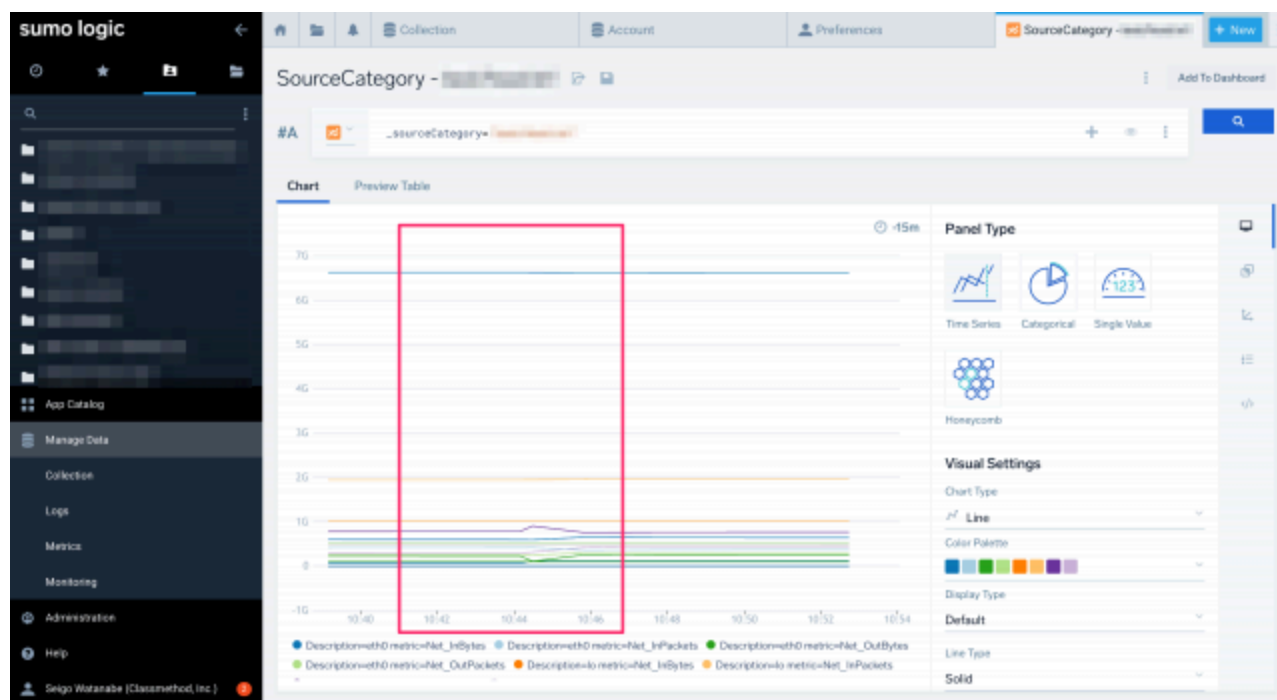 sumo logic
Collection
Account
Preferences
SourceCategory -
+ New
SourceCategory -
Add To Dashboard
#A
_sourceCategory=
Chart
Preview Table
-15m
Panel Type
7G
6G
5G
4G
3G
2G
1G
0
-1G
10:40
10:42
10:44
10:46
10:48
10:50
10:52
10:54
Description=eth0 metric=Net_InBytes
Description=eth0 metric=Net_InPackets
Description=eth0 metric=Net_OutBytes
Description=eth0 metric=Net_OutPackets
Description=lo metric=Net_InBytes
Description=lo metric=Net_InPackets
Time Series
Categorical
123
Single Value
Honeycomb
Visual Settings
Chart Type
Line
Color Palette
Display Type
Default
Line Type
Solid
App Catalog
Manage Data
Collection
Logs
Metrics
Monitoring
Administration
Help
Seigo Watanabe (Classmethod, Inc.)
2